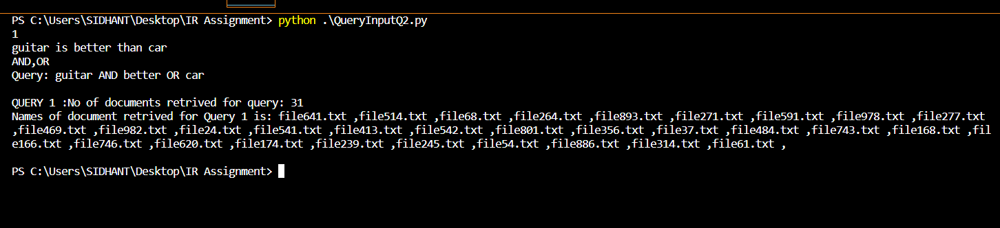 PS C:\Users\SIDHANT\Desktop\IR Assignment> python .\QueryInputQ2.py
1
guitar is better than car
AND,OR
Query: guitar AND better OR car
QUERY 1 :No of documents retrived for query: 31
Names of document retrived for Query 1 is: file641.txt ,file514.txt ,file68.txt ,file264.txt ,file893.txt ,file271.txt ,file591.txt ,file978.txt ,file277.txt
,file469.txt ,file982.txt ,file24.txt ,file541.txt ,file413.txt ,file542.txt ,file801.txt ,file356.txt ,file37.txt ,file484.txt ,file743.txt ,file168.txt ,fil
e166.txt ,file746.txt ,file620.txt ,file174.txt ,file239.txt ,file245.txt ,file54.txt ,file886.txt ,file314.txt ,file61.txt ,
PS C:\Users\SIDHANT\Desktop\IR Assignment>